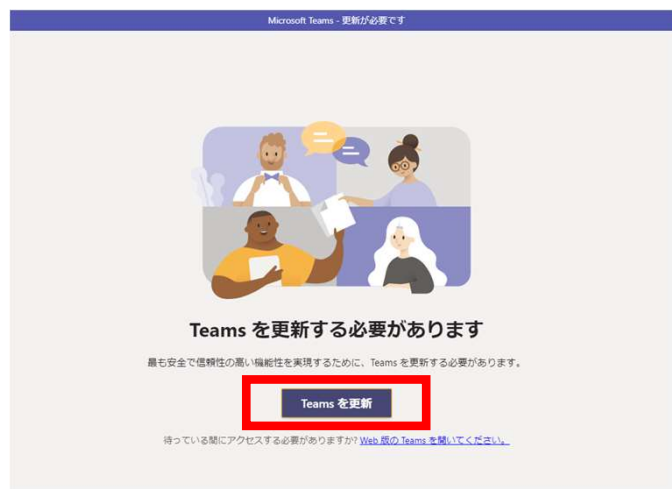 Microsoft Teams - 更新が必要です
Teams を更新する必要があります
最も安全で信頼性の高い機能性を実現するために、Teams を更新する必要があります。
Teams を更新
待っている間にアクセスする必要がありますか? Web 版の Teams を開いてください。